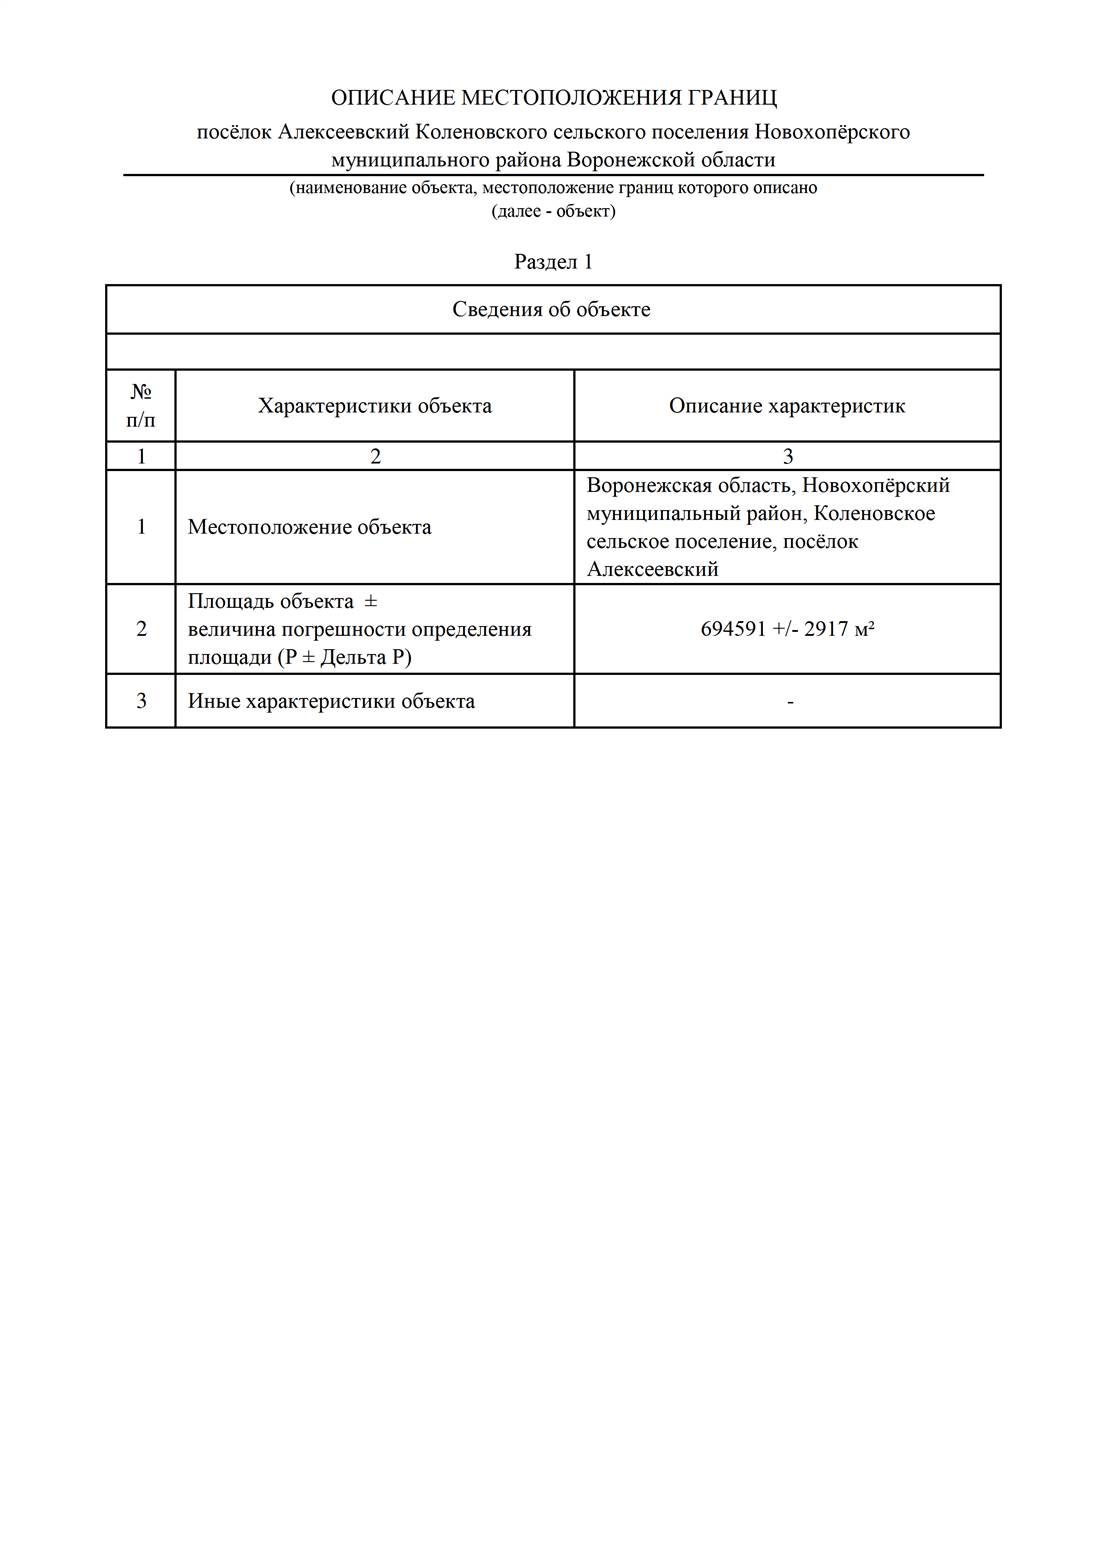 ОПИСАНИЕ МЕСТОПОЛОЖЕНИЯ ГРАНИЦ
посёлок Алексеевский Коленовского сельского поселения Новохопёрского
муниципального района Воронежской области
(наименование объекта, местоположение границ которого описано
(далее - объект)
Раздел 1
Сведения об объекте
№
п/п
Характеристики объекта
Описание характеристик
1
2
3
1
Местоположение объекта
Воронежская область, Новохопёрский
муниципальный район, Коленовское
сельское поселение, посёлок
Алексеевский
2
Площадь объекта ±
величина погрешности определения
площади (P ± Дельта P)
694591 +/- 2917 м²
3
Иные характеристики объекта
-